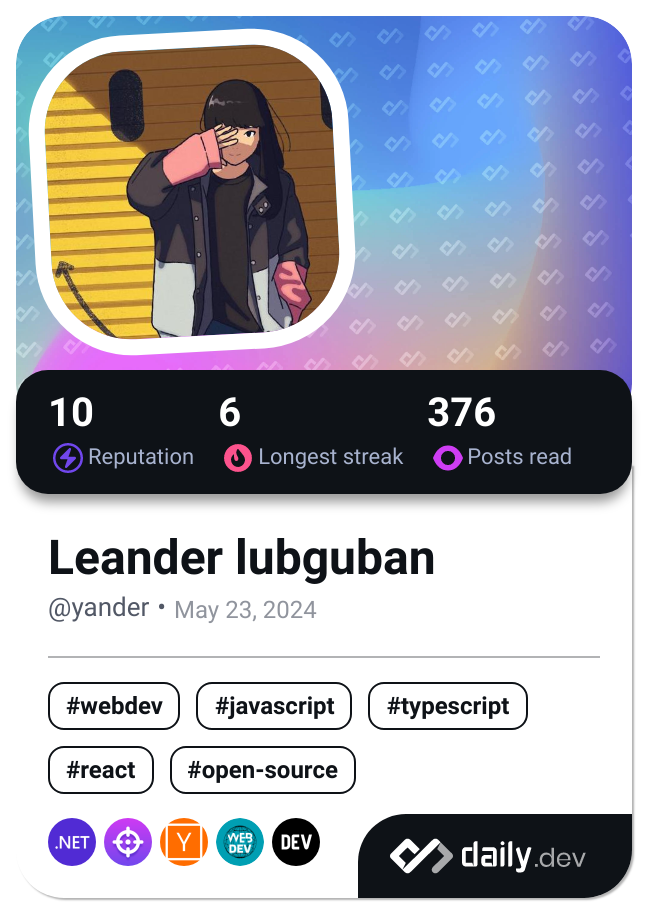 10 6 376
Reputation Longest streak Posts read
Leander lubguban
@yander • May 23, 2024
#webdev #javascript #typescript
#react #open-source
.NET Y WEB DEV DEV
daily.dev